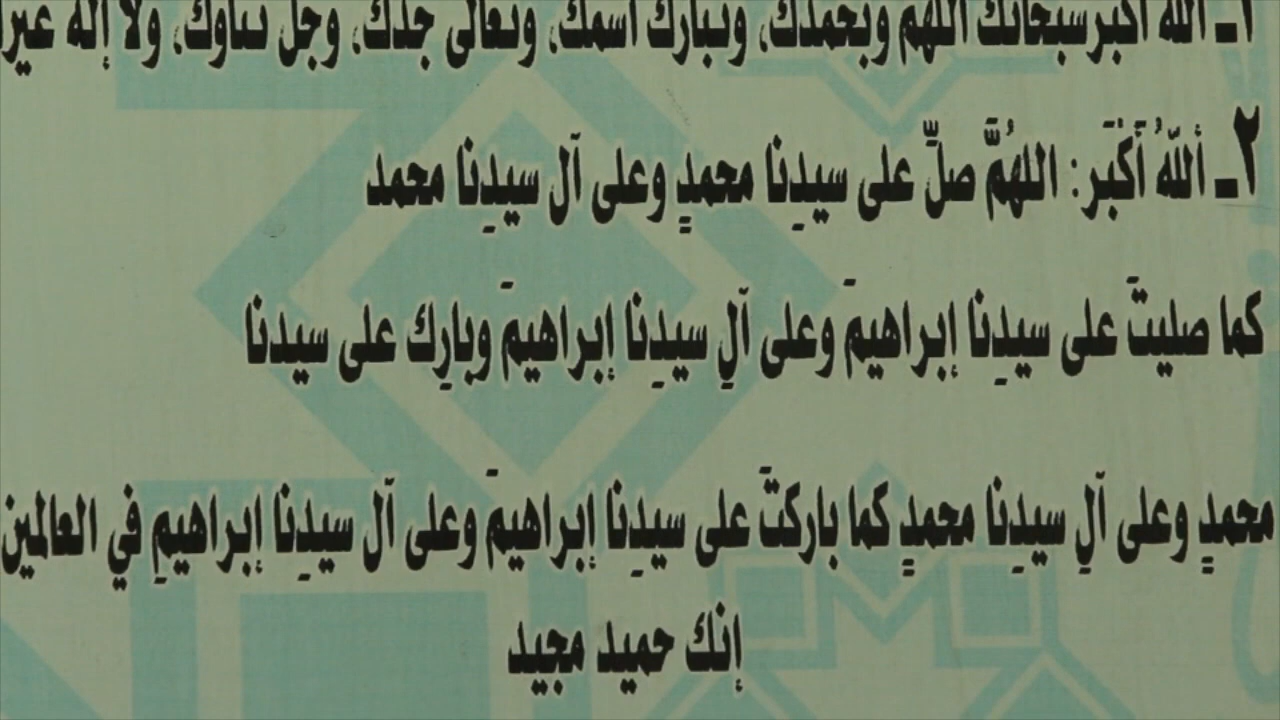 ١ـ الله أكبر سبحانك اللهم وبحمدك، وتبارك اسمك، وتعالى جدك، وجل ثناؤك، ولا إله غير
٢ـ أَللّٰهُ أَكْبَر: اللهُمَّ صلِّ على سيدِنا محمدٍ وعلى آل سيدِنا محمد
كما صليتَ على سيدِنا إبراهيمَ وعلى آلِ سيدِنا إبراهيمَ وبارِك على سيدنا
محمدٍ وعلى آلِ سيدِنا محمدٍ كما باركتَ على سيدِنا إبراهيمَ وعلى آل سيدِنا إبراهيمِ في العالمين
إنك حميد مجيد